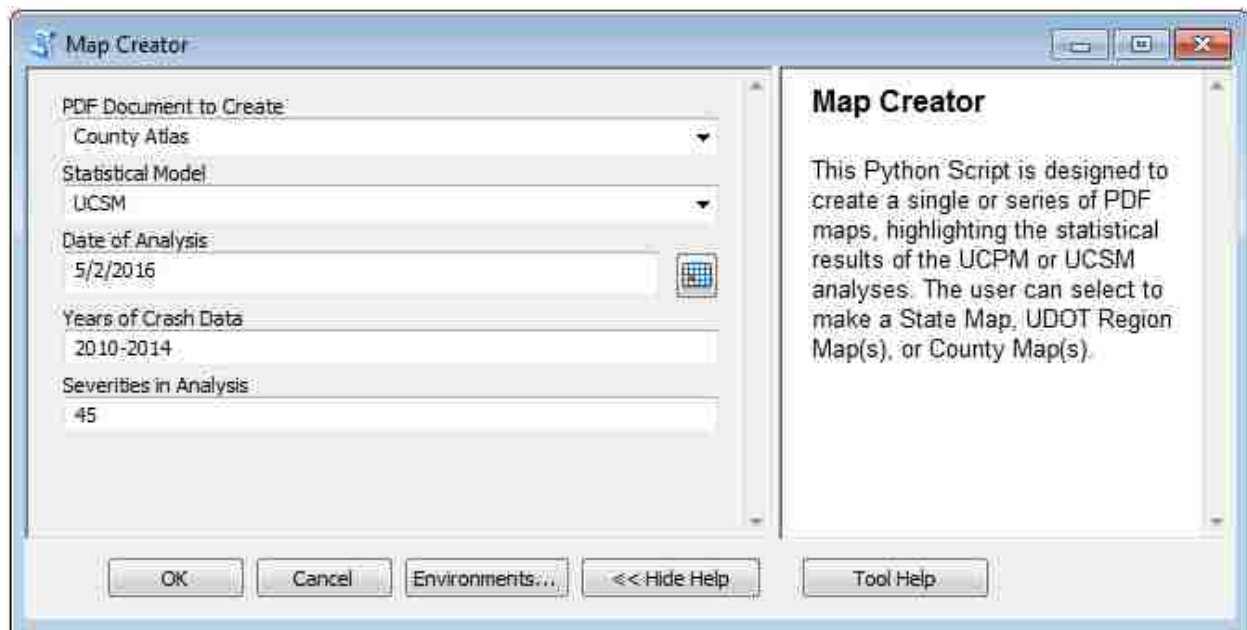 Map Creator
PDF Document to Create
County Atlas
Statistical Model
UCSM
Date of Analysis
5/2/2016
Years of Crash Data
2010-2014
Severities in Analysis
45
Map Creator
This Python Script is designed to
create a single or series of PDF
maps, highlighting the statistical
results of the UCPM or UCSM
analyses. The user can select to
make a State Map, UDOT Region
Map(s), or County Map(s).
OK
Cancel
Environments...
<< Hide Help
Tool Help